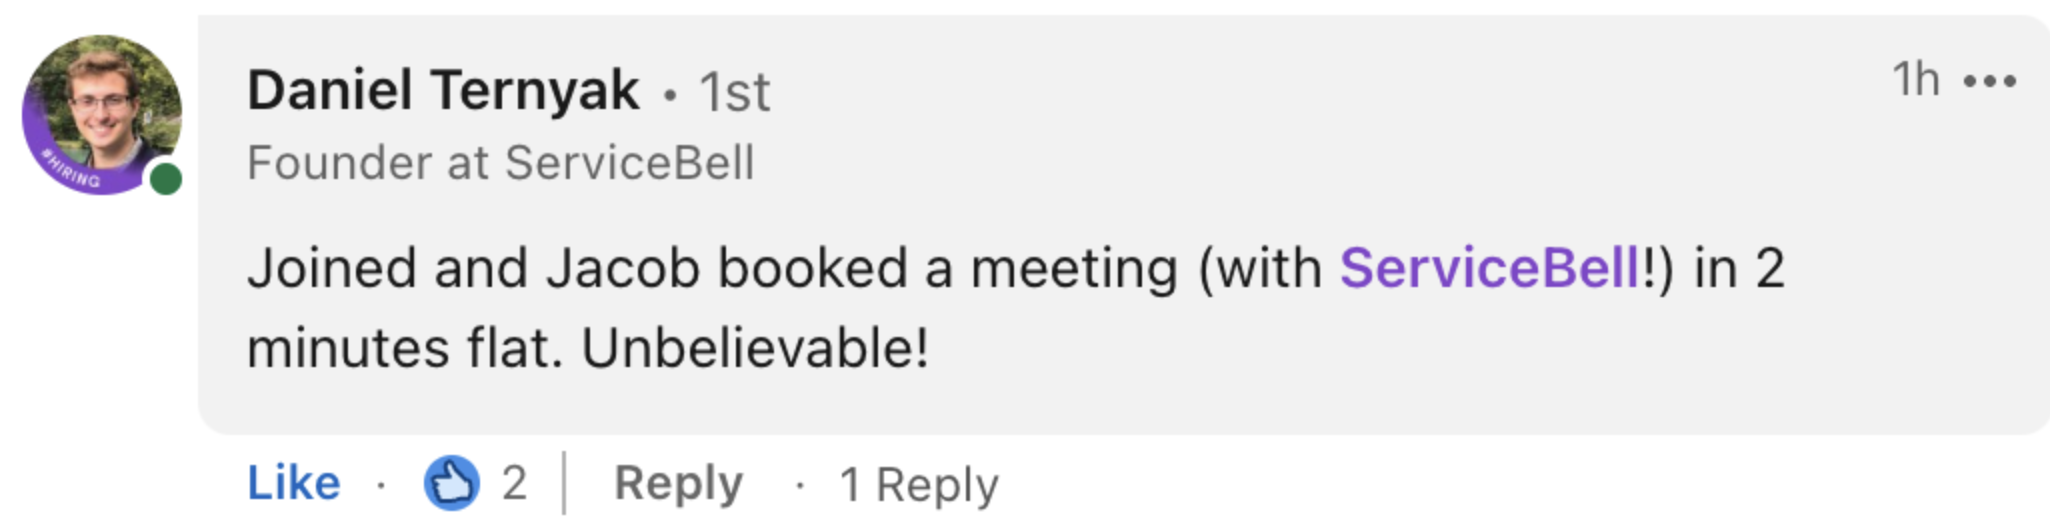 Daniel Ternyak • 1st
1h •••
Founder at ServiceBell
#HIRING
Joined and Jacob booked a meeting (with ServiceBell!) in 2
minutes flat. Unbelievable!
Like · 2 | Reply · 1 Reply